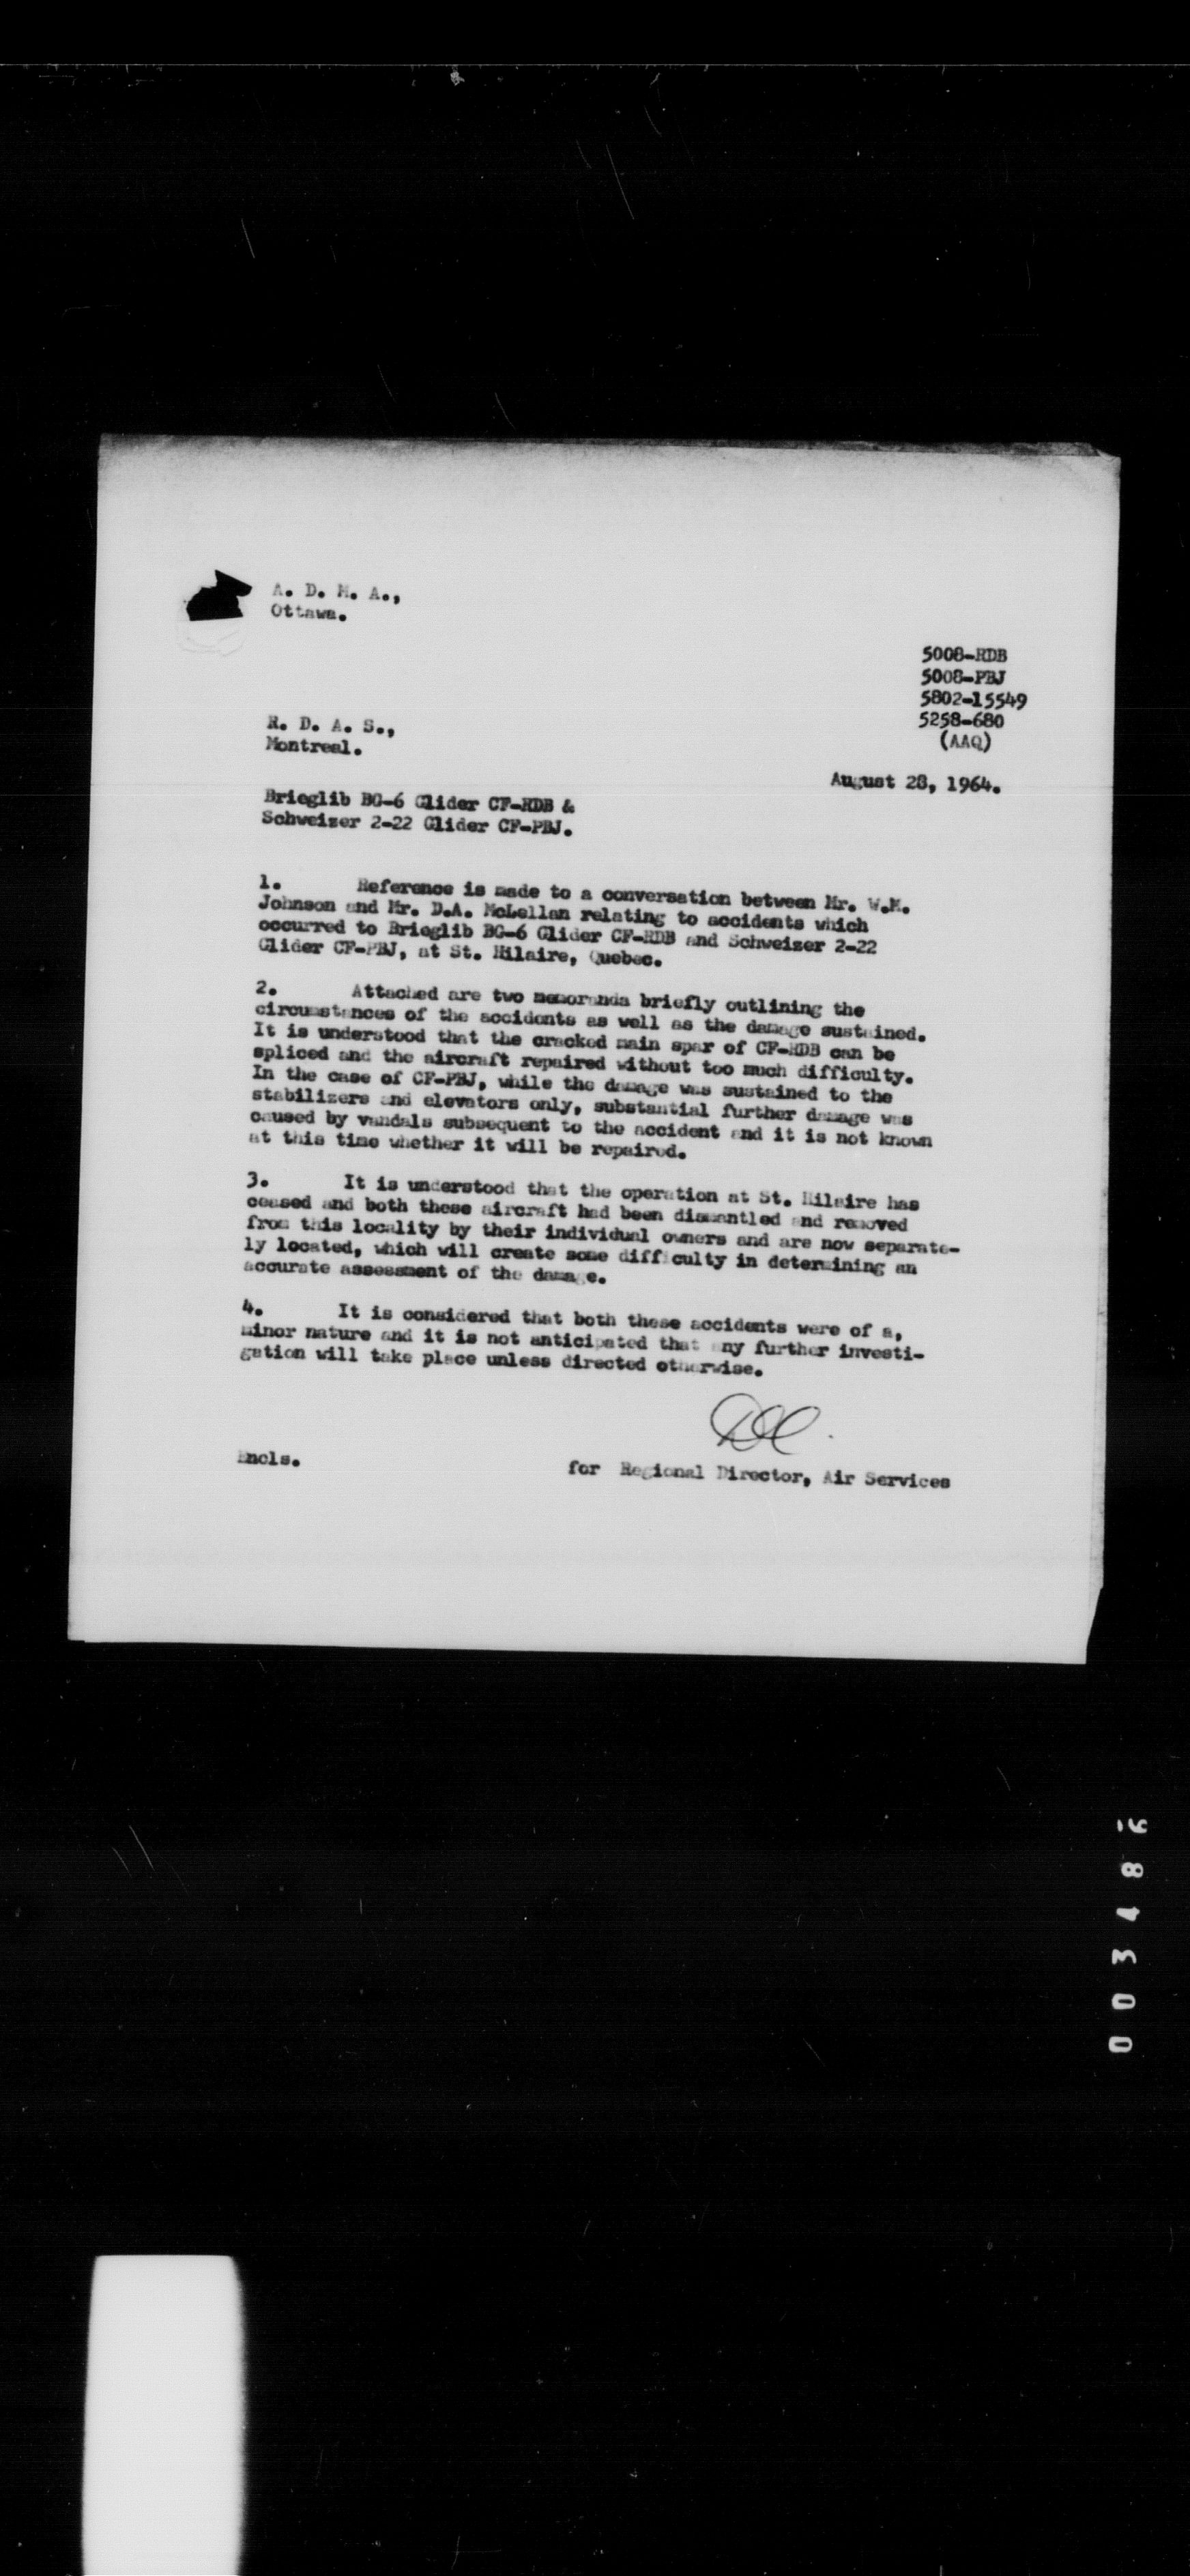 A. D. M. A.,
Ottawa.
5008-RDB
5008-PBJ
5802-15549
5258-680
(AAQ)
R. D. A. S.,
Montreal.
August 28, 1964.
Brieglib BG-6 Glider CF-RDB &
Schweizer 2-22 Glider CF-PBJ.
1. Reference is made to a conversation between Mr. W.M.
Johnson and Mr. D.A. McLellan relating to accidents which
occurred to Brieglib BG-6 Glider CF-RDB and Schweizer 2-22
Glider CF-PBJ, at St. Hilaire, Quebec.
2. Attached are two memoranda briefly outlining the
circumstances of the accidents as well as the damage sustained.
It is understood that the cracked main spar of CF-RDB can be
spliced and the aircraft repaired without too much difficulty.
In the case of CF-PBJ, while the damage was sustained to the
stabilizers and elevators only, substantial further damage was
caused by vandals subsequent to the accident and it is not known
at this time whether it will be repaired.
3. It is understood that the operation at St. Hilaire has
ceased and both these aircraft had been dismantled and removed
from this locality by their individual owners and are now separate-
ly located, which will create some difficulty in determining an
accurate assessment of the damage.
4. It is considered that both these accidents were of a,
minor nature and it is not anticipated that any further investi-
gation will take place unless directed otherwise.
Encls.
for Regional Director, Air Services
003486